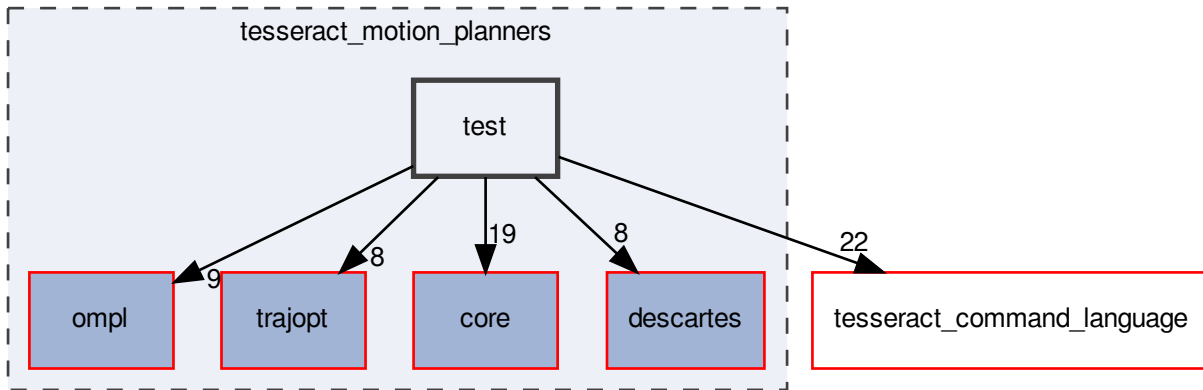 tesseract_motion_planners
test
19
8
22
9
8
ompl
trajopt
core
descartes
tesseract_command_language